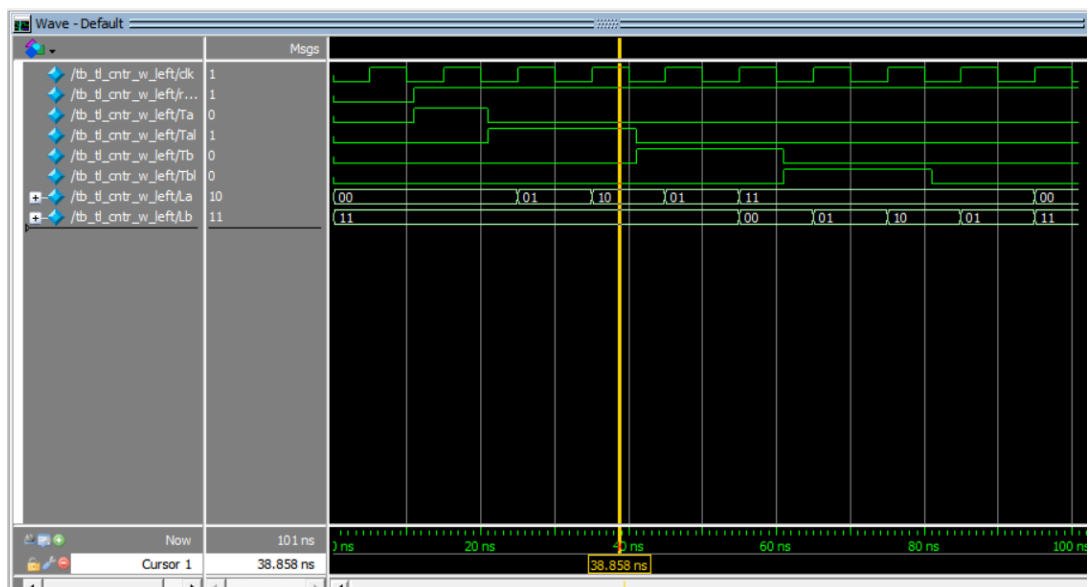 Wave - Default
Msgs
/tb_tl_cntr_w_left/clk 1
/tb_tl_cntr_w_left/r... 1
/tb_tl_cntr_w_left/Ta 0
/tb_tl_cntr_w_left/Tal 1
/tb_tl_cntr_w_left/Tb 0
/tb_tl_cntr_w_left/Tbl 0
/tb_tl_cntr_w_left/La 10 00 01 10 01 11 00
/tb_tl_cntr_w_left/Lb 11 11 00 01 10 01 11
Now 101 ns 0 ns 20 ns 40 ns 60 ns 80 ns 100 ns
Cursor 1 38.858 ns 38.858 ns